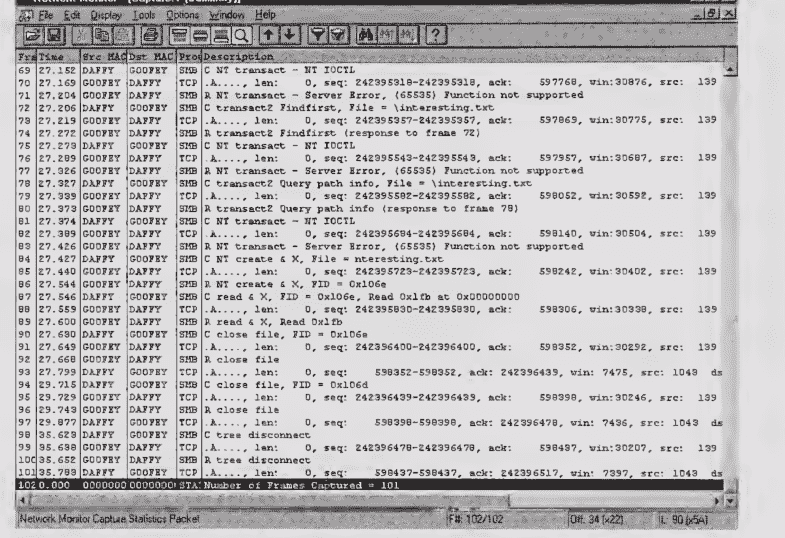 Network Monitor - [Capture:1 (Summary)]
File Edit Display Tools Options Window Help
Fra Time Src MAC Dst MAC Pro Description
69 27.152 DAFFY GOOFEY SMB C NT transact - NT IOCTL
70 27.169 GOOFEY DAFFY TCP .A...., len: 0, seq: 242395318-242395318, ack: 597768, win:30876, src: 139
71 27.204 GOOFEY DAFFY SMB R NT transact - Server Error, (65535) Function not supported
72 27.206 DAFFY GOOFEY SMB C transact2 Findfirst, File = \interesting.txt
73 27.219 GOOFEY DAFFY TCP .A...., len: 0, seq: 242395357-242395357, ack: 597869, win:30775, src: 139
74 27.272 GOOFEY DAFFY SMB R transact2 Findfirst (response to frame 72)
75 27.273 DAFFY GOOFEY SMB C NT transact - NT IOCTL
76 27.289 GOOFEY DAFFY TCP .A...., len: 0, seq: 242395543-242395543, ack: 597957, win:30687, src: 139
77 27.326 GOOFEY DAFFY SMB R NT transact - Server Error, (65535) Function not supported
78 27.327 DAFFY GOOFEY SMB C transact2 Query path info, File = \interesting.txt
79 27.339 GOOFEY DAFFY TCP .A...., len: 0, seq: 242395582-242395582, ack: 598052, win:30592, src: 139
80 27.373 GOOFEY DAFFY SMB R transact2 Query path info (response to frame 78)
81 27.374 DAFFY GOOFEY SMB C NT transact - NT IOCTL
82 27.389 GOOFEY DAFFY TCP .A...., len: 0, seq: 242395684-242395684, ack: 598140, win:30504, src: 139
83 27.426 GOOFEY DAFFY SMB R NT transact - Server Error, (65535) Function not supported
84 27.427 DAFFY GOOFEY SMB C NT create & X, File = nteresting.txt
85 27.440 GOOFEY DAFFY TCP .A...., len: 0, seq: 242395723-242395723, ack: 598242, win:30402, src: 139
86 27.544 GOOFEY DAFFY SMB R NT create & X, FID = 0x106e
87 27.546 DAFFY GOOFEY SMB C read & X, FID = 0x106e, Read 0x1fb at 0x00000000
88 27.559 GOOFEY DAFFY TCP .A...., len: 0, seq: 242395830-242395830, ack: 598306, win:30338, src: 139
89 27.600 GOOFEY DAFFY SMB R read & X, Read 0x1fb
90 27.630 DAFFY GOOFEY SMB C close file, FID = 0x106e
91 27.649 GOOFEY DAFFY TCP .A...., len: 0, seq: 242396400-242396400, ack: 598352, win:30292, src: 139
92 27.668 GOOFEY DAFFY SMB R close file
93 27.799 DAFFY GOOFEY TCP .A...., len: 0, seq: 598352-598352, ack: 242396439, win: 7475, src: 1043 ds
94 29.715 DAFFY GOOFEY SMB C close file, FID = 0x106d
95 29.729 GOOFEY DAFFY TCP .A...., len: 0, seq: 242396439-242396439, ack: 598398, win:30246, src: 139
96 29.743 GOOFEY DAFFY SMB R close file
97 29.877 DAFFY GOOFEY TCP .A...., len: 0, seq: 598398-598398, ack: 242396478, win: 7436, src: 1043 ds
98 35.623 DAFFY GOOFEY SMB C tree disconnect
99 35.638 GOOFEY DAFFY TCP .A...., len: 0, seq: 242396478-242396478, ack: 598437, win:30207, src: 139
100 35.652 GOOFEY DAFFY SMB R tree disconnect
101 35.783 DAFFY GOOFEY TCP .A...., len: 0, seq: 598437-598437, ack: 242396517, win: 7397, src: 1043 ds
102 0.000 0000000 0000000 STA Number of Frames Captured = 101
Network Monitor Capture Statistics Packet F#: 102/102 Off: 34 (x22) L: 90 (x5A)